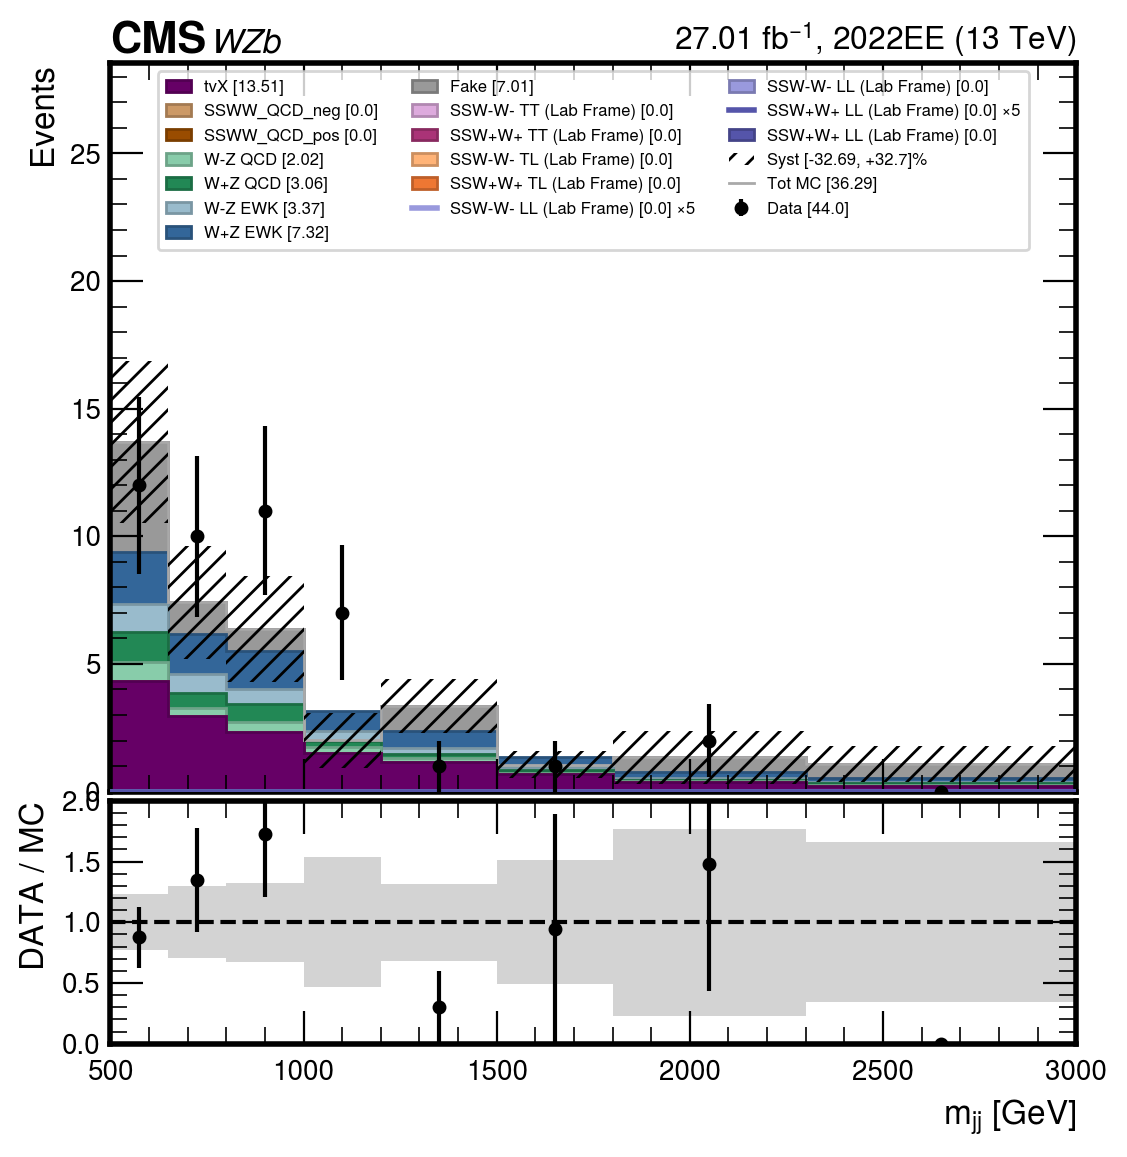 CMS WZb
27.01 fb⁻¹, 2022EE (13 TeV)
Events
tvX [13.51]
SSWW_QCD_neg [0.0]
SSWW_QCD_pos [0.0]
W-Z QCD [2.02]
W+Z QCD [3.06]
W-Z EWK [3.37]
W+Z EWK [7.32]
Fake [7.01]
SSW-W- TT (Lab Frame) [0.0]
SSW+W+ TT (Lab Frame) [0.0]
SSW-W- TL (Lab Frame) [0.0]
SSW+W+ TL (Lab Frame) [0.0]
SSW-W- LL (Lab Frame) [0.0] ×5
SSW-W- LL (Lab Frame) [0.0]
SSW+W+ LL (Lab Frame) [0.0] ×5
SSW+W+ LL (Lab Frame) [0.0]
Syst [-32.69, +32.7]%
Tot MC [36.29]
Data [44.0]
25
20
15
10
5
0
DATA / MC
2.0
1.5
1.0
0.5
0.0
500 1000 1500 2000 2500 3000
m_jj [GeV]